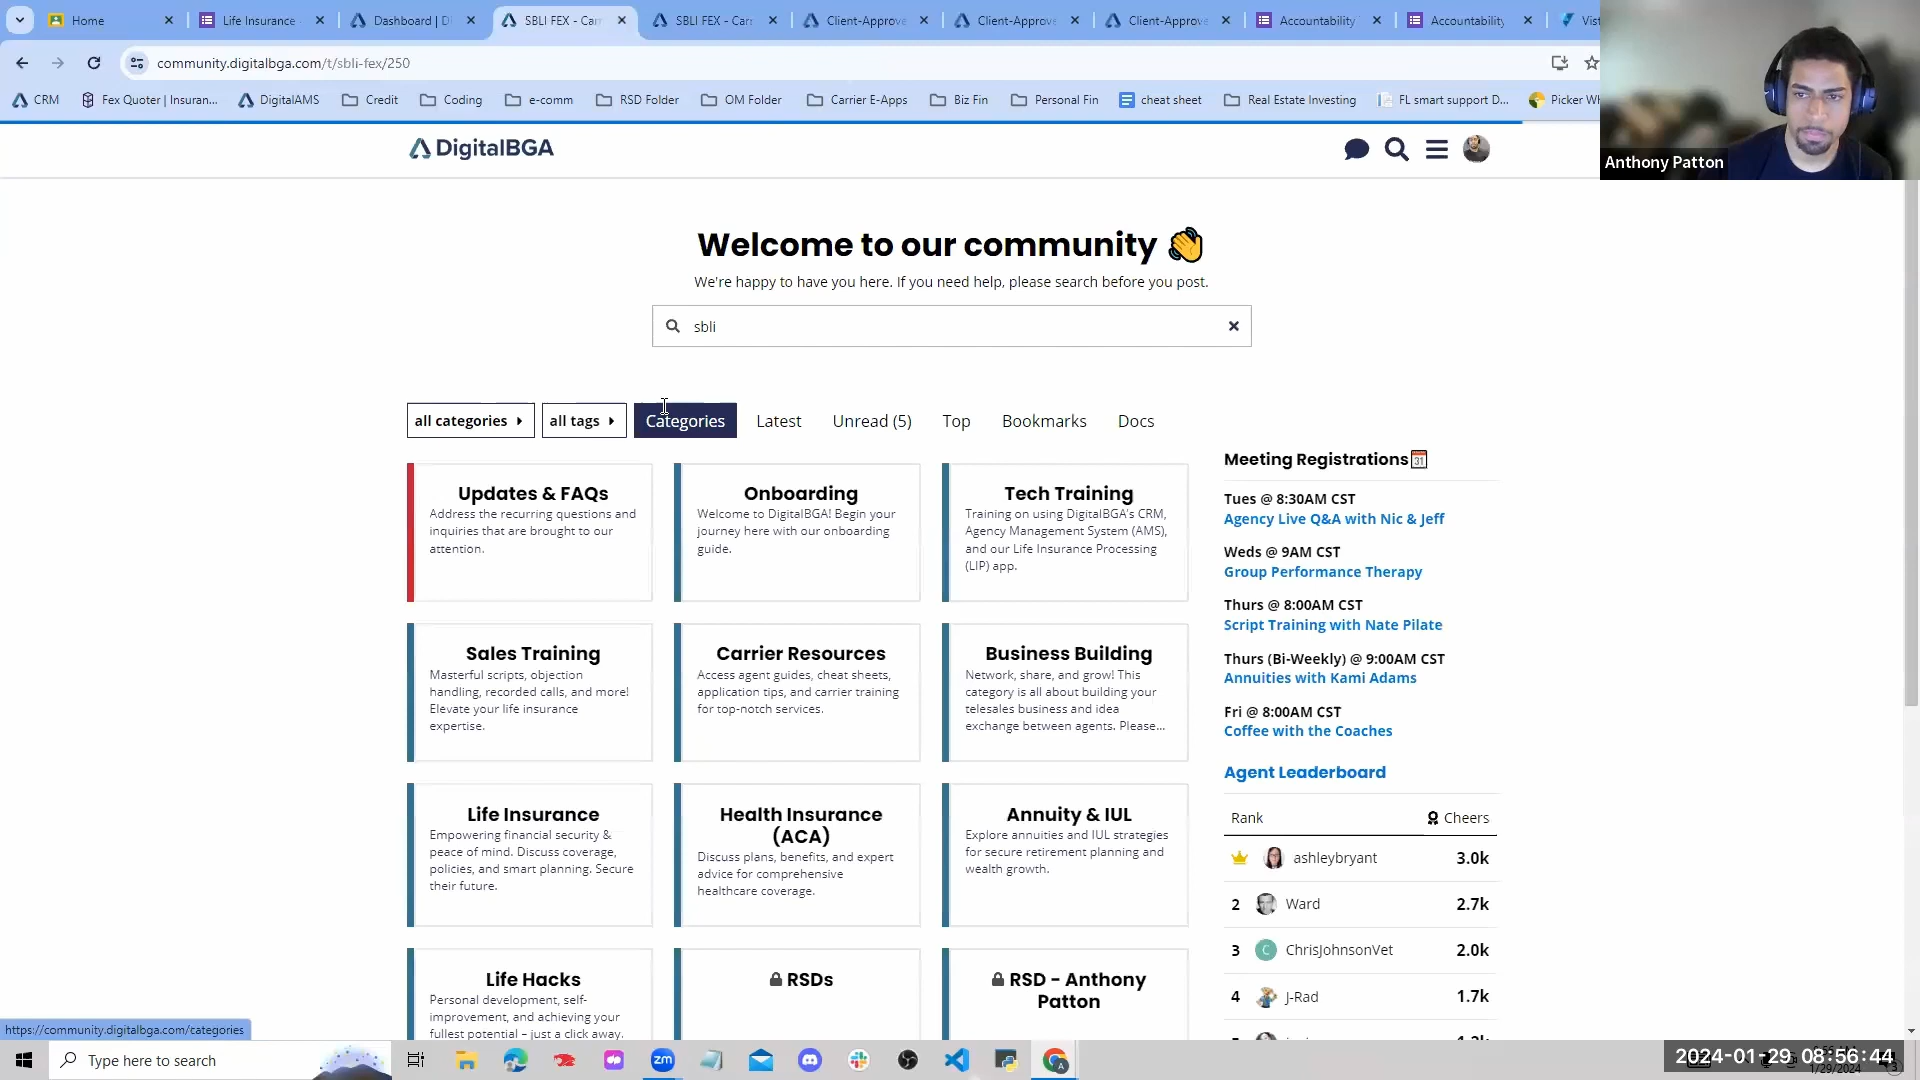 Home
Life Insurance
Dashboard | D
SBLI FEX - Carr
SBLI FEX - Carr
Client-Approve
Client-Approve
Client-Approve
Accountability
Accountability
Vist
community.digitalbga.com/t/sbli-fex/250
CRM
Fex Quoter | Insuran...
DigitalAMS
Credit
Coding
e-comm
RSD Folder
OM Folder
Carrier E-Apps
Biz Fin
Personal Fin
cheat sheet
Real Estate Investing
FL smart support D...
Picker Wh
Anthony Patton
DigitalBGA
Welcome to our community 👋
We're happy to have you here. If you need help, please search before you post.
sbli
all categories
all tags
Categories
Latest
Unread (5)
Top
Bookmarks
Docs
Updates & FAQs
Address the recurring questions and
inquiries that are brought to our
attention.
Onboarding
Welcome to DigitalBGA! Begin your
journey here with our onboarding
guide.
Tech Training
Training on using DigitalBGA's CRM,
Agency Management System (AMS),
and our Life Insurance Processing
(LIP) app.
Sales Training
Masterful scripts, objection
handling, recorded calls, and more!
Elevate your life insurance
expertise.
Carrier Resources
Access agent guides, cheat sheets,
application tips, and carrier training
for top-notch services.
Business Building
Network, share, and grow! This
category is all about building your
telesales business and idea
exchange between agents. Please...
Life Insurance
Empowering financial security &
peace of mind. Discuss coverage,
policies, and smart planning. Secure
their future.
Health Insurance
(ACA)
Discuss plans, benefits, and expert
advice for comprehensive
healthcare coverage.
Annuity & IUL
Explore annuities and IUL strategies
for secure retirement planning and
wealth growth.
Life Hacks
Personal development, self-
improvement, and achieving your
fullest potential – just a click away.
RSDs
RSD - Anthony
Patton
Meeting Registrations
31
Tues @ 8:30AM CST
Agency Live Q&A with Nic & Jeff
Weds @ 9AM CST
Group Performance Therapy
Thurs @ 8:00AM CST
Script Training with Nate Pilate
Thurs (Bi-Weekly) @ 9:00AM CST
Annuities with Kami Adams
Fri @ 8:00AM CST
Coffee with the Coaches
Agent Leaderboard
Rank
Cheers
ashleybryant
3.0k
2
Ward
2.7k
3
C
ChrisJohnsonVet
2.0k
4
J-Rad
1.7k
https://community.digitalbga.com/categories
Type here to search
zm
2024-01-29 08:56:44
1/29/2024